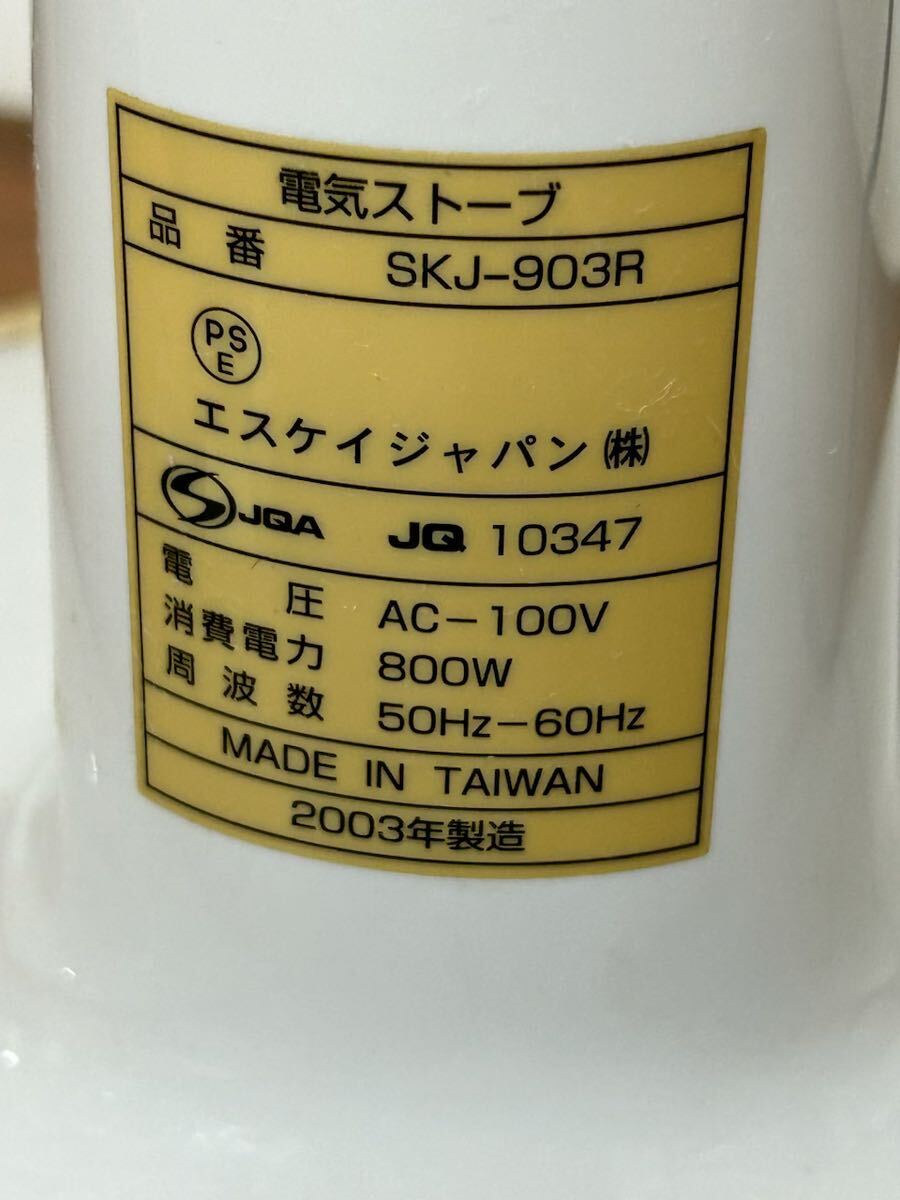 電気ストーブ
品番 SKJ-903R
PS
E
エスケイジャパン㈱
JQA JQ 10347
電圧 AC-100V
消費電力 800W
周波数 50Hz-60Hz
MADE IN TAIWAN
2003年製造